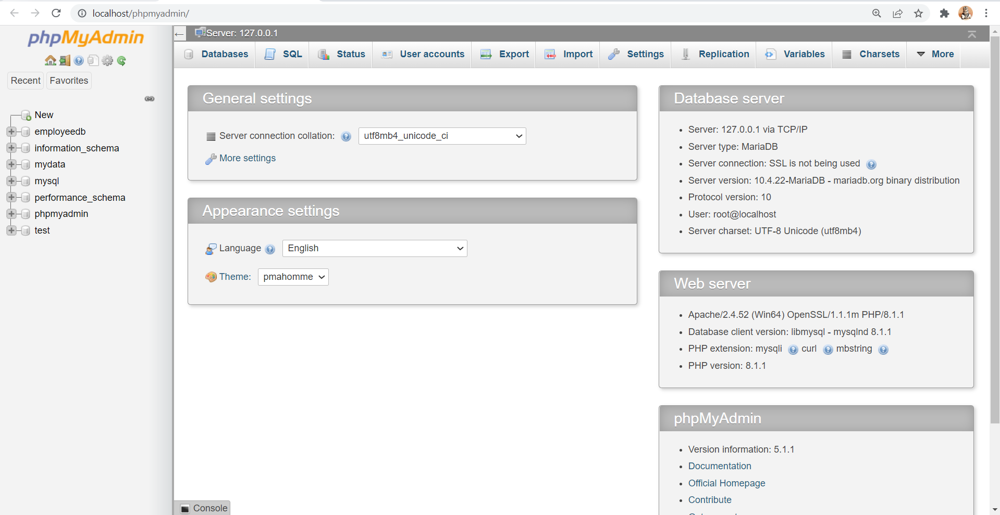 localhost/phpmyadmin/
phpMyAdmin
Recent Favorites
New
employeedb
information_schema
mydata
mysql
performance_schema
phpmyadmin
test
Server: 127.0.0.1
Databases SQL Status User accounts Export Import Settings Replication Variables Charsets More
General settings
Server connection collation: utf8mb4_unicode_ci
More settings
Appearance settings
Language English
Theme: pmahomme
Database server
Server: 127.0.0.1 via TCP/IP
Server type: MariaDB
Server connection: SSL is not being used
Server version: 10.4.22-MariaDB - mariadb.org binary distribution
Protocol version: 10
User: root@localhost
Server charset: UTF-8 Unicode (utf8mb4)
Web server
Apache/2.4.52 (Win64) OpenSSL/1.1.1m PHP/8.1.1
Database client version: libmysql - mysqlnd 8.1.1
PHP extension: mysqli curl mbstring
PHP version: 8.1.1
phpMyAdmin
Version information: 5.1.1
Documentation
Official Homepage
Contribute
Console